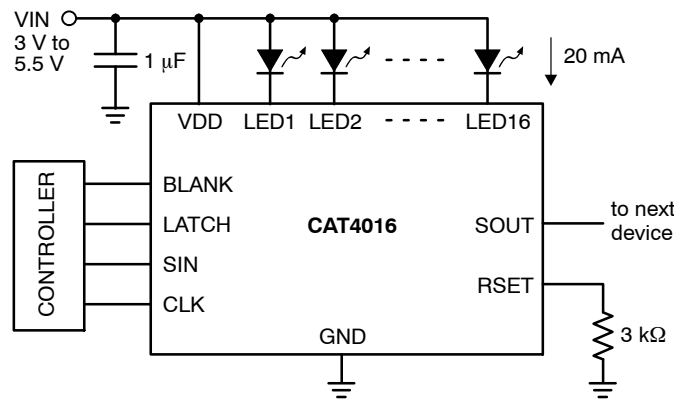 VIN
3 V to
5.5 V
1 μF
20 mA
VDD LED1 LED2 - - - - LED16
CONTROLLER
BLANK
LATCH
SIN
CLK
CAT4016
SOUT
to next
device
RSET
3 kΩ
GND